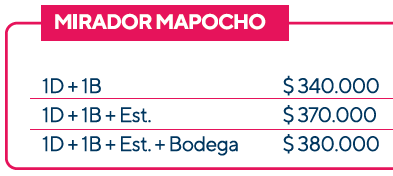 MIRADOR MAPOCHO
1D + 1B $ 340.000
1D + 1B + Est. $ 370.000
1D + 1B + Est. + Bodega $ 380.000